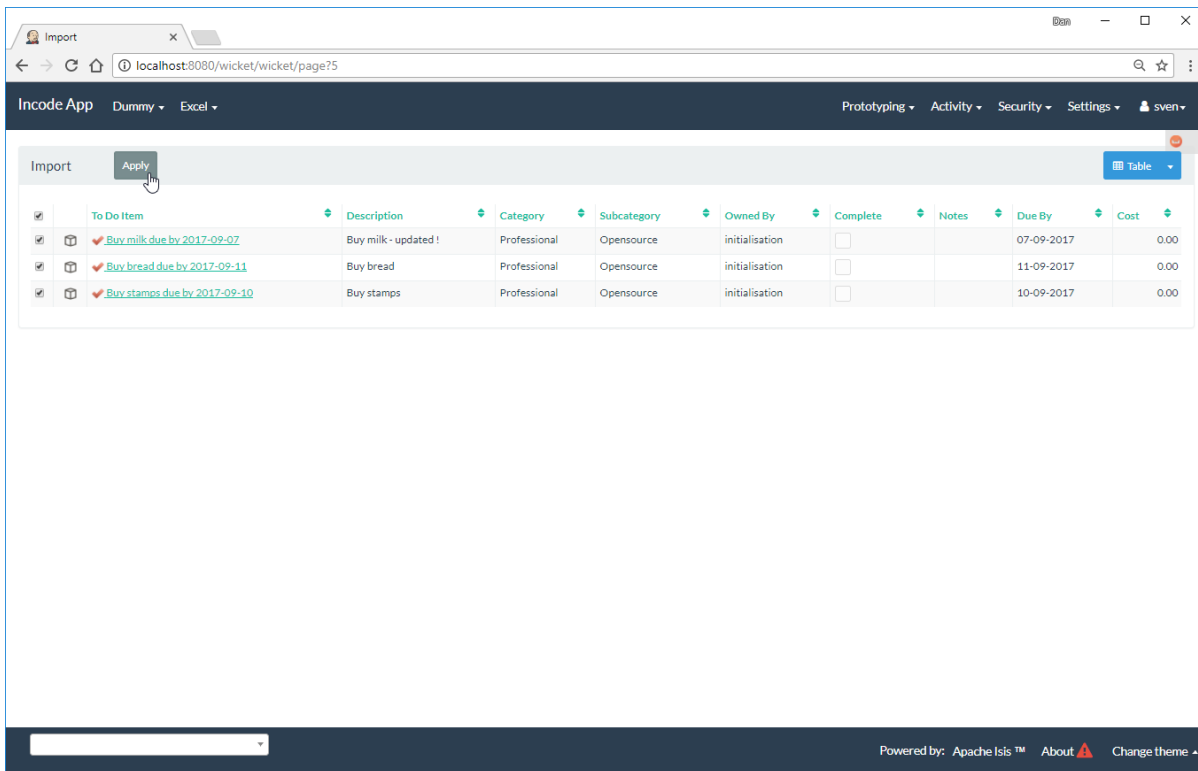 Dan
Import
localhost:8080/wicket/wicket/page?5
Incode App Dummy Excel Prototyping Activity Security Settings sven
Import Apply Table
To Do Item Description Category Subcategory Owned By Complete Notes Due By Cost
Buy milk due by 2017-09-07 Buy milk - updated ! Professional Opensource initialisation 07-09-2017 0.00
Buy bread due by 2017-09-11 Buy bread Professional Opensource initialisation 11-09-2017 0.00
Buy stamps due by 2017-09-10 Buy stamps Professional Opensource initialisation 10-09-2017 0.00
Powered by: Apache Isis ™ About Change theme